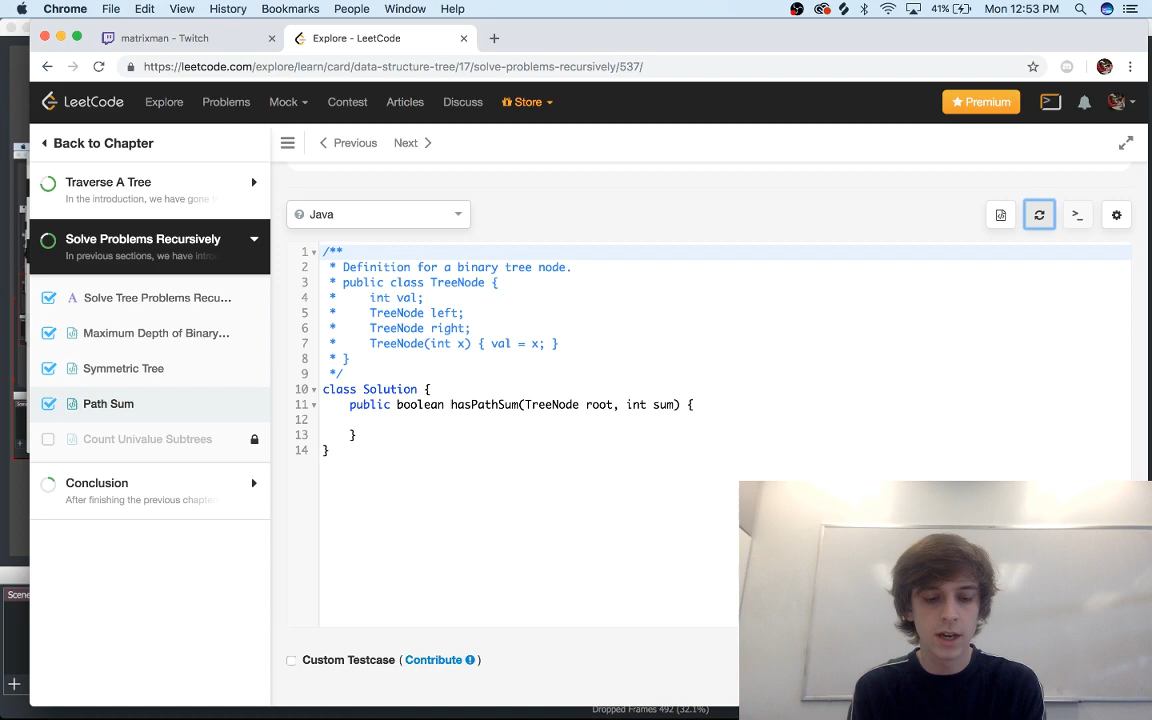 Chrome File Edit View History Bookmarks People Window Help 41% Mon 12:53 PM
matrixman - Twitch × Explore - LeetCode × +
https://leetcode.com/explore/learn/card/data-structure-tree/17/solve-problems-recursively/537/
LeetCode Explore Problems Mock Contest Articles Discuss Store Premium
Back to Chapter
Previous Next
Traverse A Tree
In the introduction, we have gone t
Solve Problems Recursively
In previous sections, we have intro
A Solve Tree Problems Recu...
Maximum Depth of Binary...
Symmetric Tree
Path Sum
Count Univalue Subtrees
Conclusion
After finishing the previous chapte
Java
1 /**
2 * Definition for a binary tree node.
3 * public class TreeNode {
4 * int val;
5 * TreeNode left;
6 * TreeNode right;
7 * TreeNode(int x) { val = x; }
8 * }
9 */
10 class Solution {
11 public boolean hasPathSum(TreeNode root, int sum) {
12
13 }
14 }
Custom Testcase ( Contribute )
Scene
Dropped Frames 492 (32.1%)